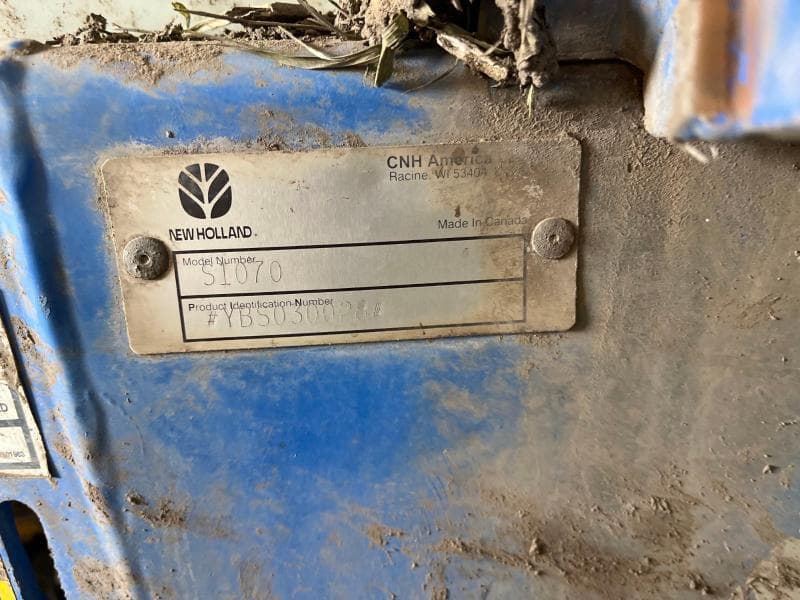 CNH America
Racine, WI 53404
NEW HOLLAND
Made In Canada
Model Number
S1070
Product Identification Number